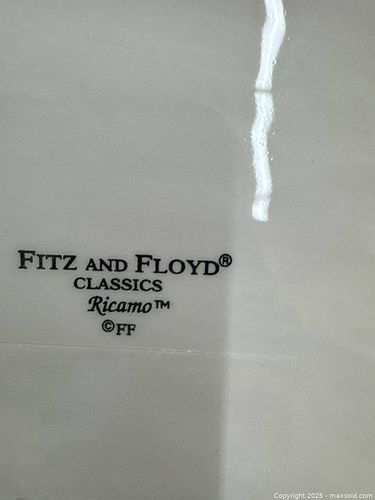 FITZ AND FLOYD®
CLASSICS
Ricamo™
©FF
Copyright 2025 - maxsold.com